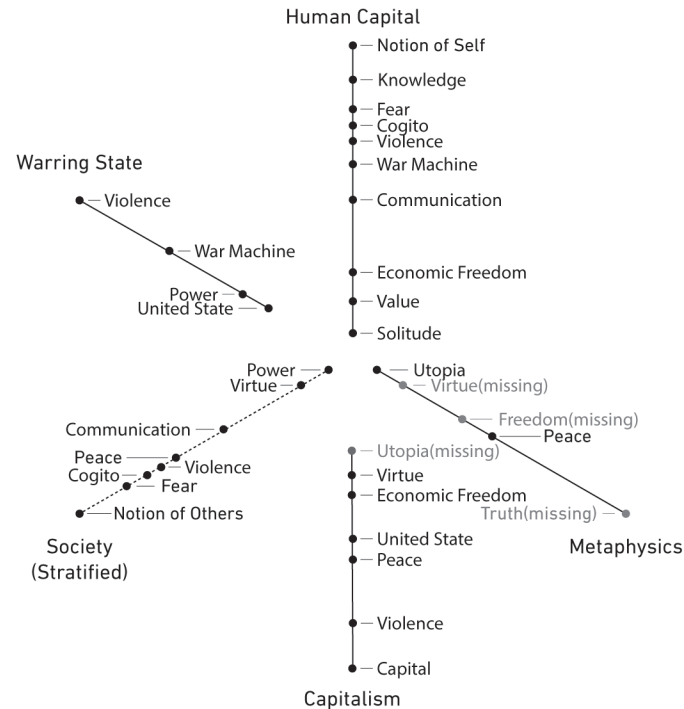 Human Capital
Notion of Self
Knowledge
Fear
Cogito
Violence
War Machine
Communication
Economic Freedom
Value
Solitude
Warring State
Violence
War Machine
Power
United State
Power
Virtue
Communication
Peace
Violence
Cogito
Fear
Notion of Others
Society
(Stratified)
Utopia
Virtue(missing)
Freedom(missing)
Peace
Truth(missing)
Metaphysics
Utopia(missing)
Virtue
Economic Freedom
United State
Peace
Violence
Capital
Capitalism